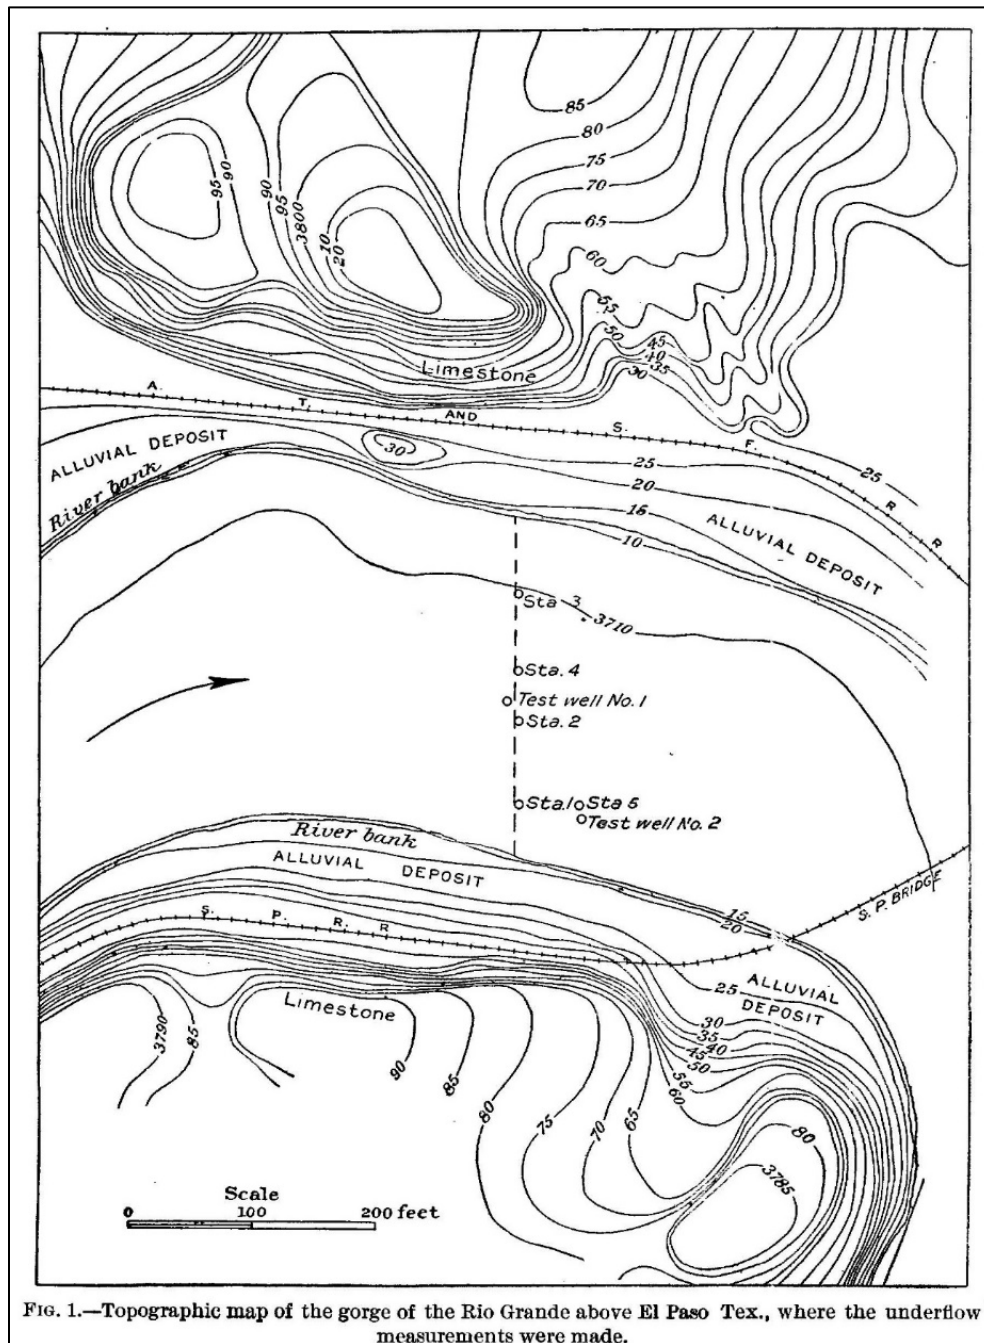 85
80
75
70
65
60
55
50
45
40
35
30
95
90
90
95
3800
10
20
Limestone
A. T. AND S. F. R R
ALLUVIAL DEPOSIT
River bank
30
25
25
20
15
10
ALLUVIAL DEPOSIT
Sta 3
3710
Sta. 4
Test well No. 1
Sta. 2
Sta. 1
Sta 5
Test well No. 2
River bank
ALLUVIAL DEPOSIT
S. P. R. R
S. P. BRIDGE
15
20
25
ALLUVIAL DEPOSIT
30
35
40
45
50
55
60
65
70
75
80
85
90
Limestone
3790
85
80
3785
Scale
0 100 200 feet
FIG. 1.—Topographic map of the gorge of the Rio Grande above El Paso Tex., where the underflow
measurements were made.